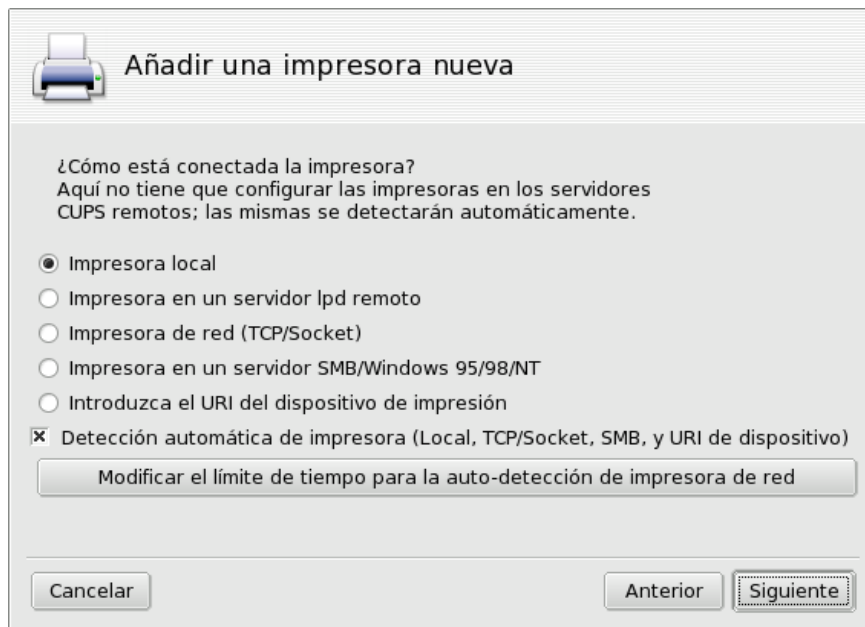 Añadir una impresora nueva
¿Cómo está conectada la impresora?
Aquí no tiene que configurar las impresoras en los servidores
CUPS remotos; las mismas se detectarán automáticamente.
Impresora local
Impresora en un servidor lpd remoto
Impresora de red (TCP/Socket)
Impresora en un servidor SMB/Windows 95/98/NT
Introduzca el URI del dispositivo de impresión
Detección automática de impresora (Local, TCP/Socket, SMB, y URI de dispositivo)
Modificar el límite de tiempo para la auto-detección de impresora de red
Cancelar
Anterior
Siguiente